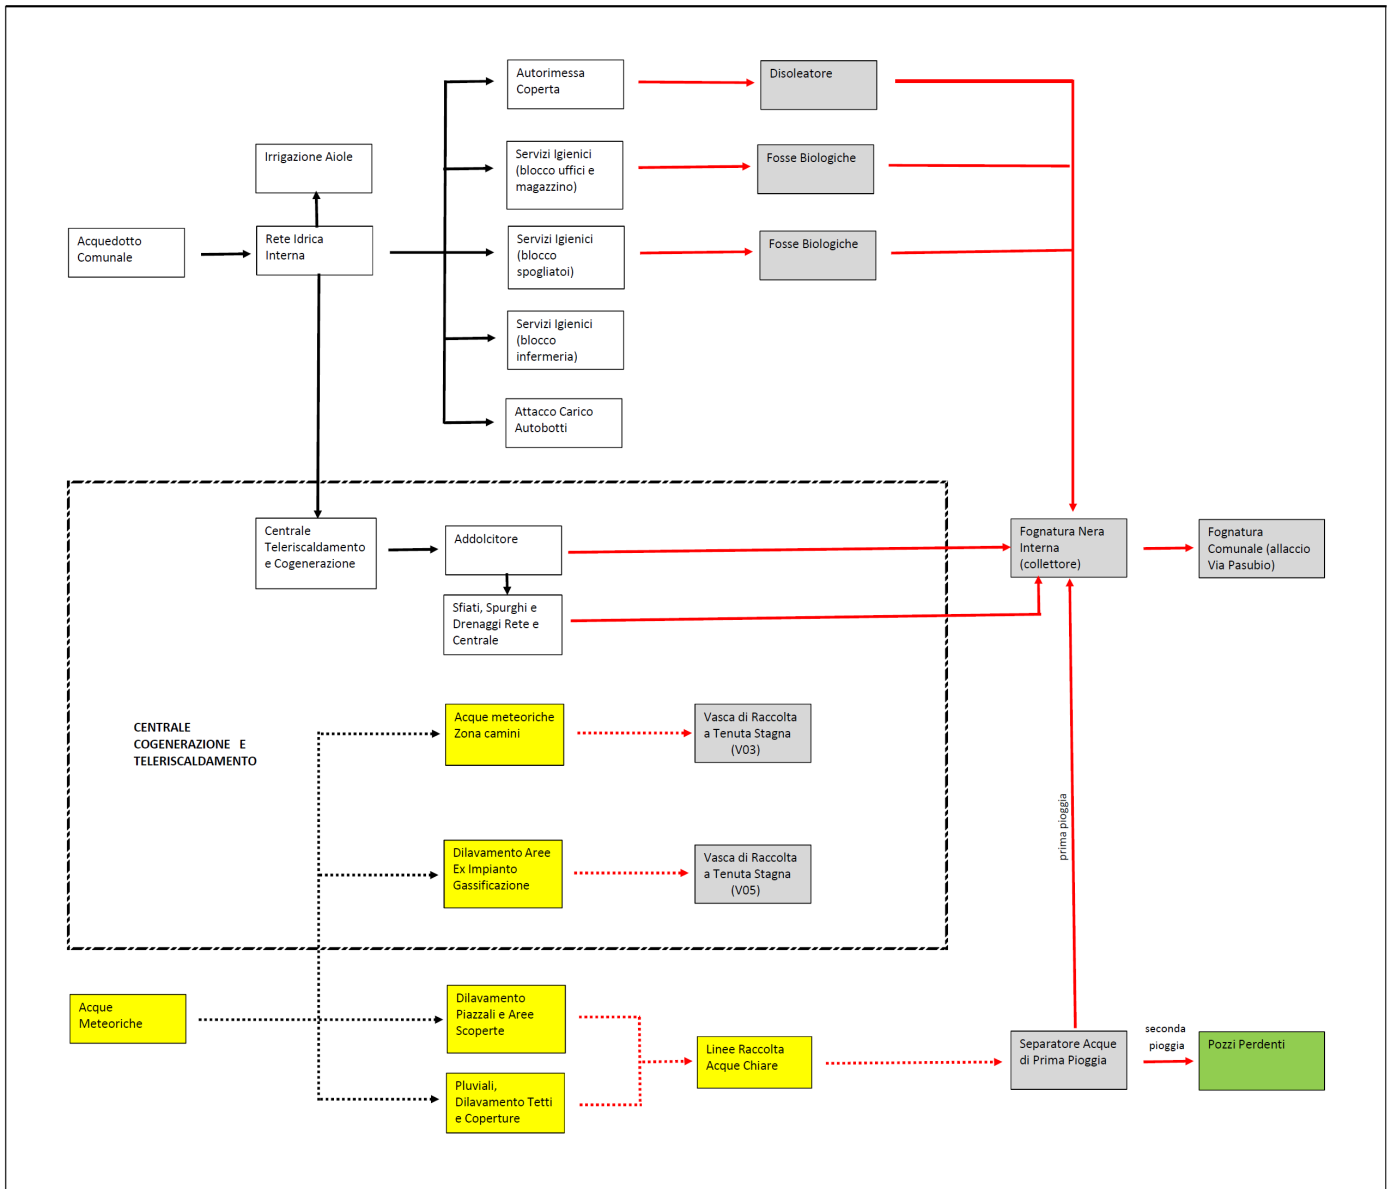 Autorimessa
Coperta
Disoleatore
Irrigazione Aiole
Servizi Igienici
(blocco uffici e
magazzino)
Fosse Biologiche
Acquedotto
Comunale
Rete Idrica
Interna
Servizi Igienici
(blocco
spogliatoi)
Fosse Biologiche
Servizi Igienici
(blocco
infermeria)
Attacco Carico
Autobotti
Centrale
Teleriscaldamento
e Cogenerazione
Addolcitore
Fognatura Nera
Interna
(collettore)
Fognatura
Comunale (allaccio
Via Pasubio)
Sfiati, Spurghi e
Drenaggi Rete e
Centrale
CENTRALE
COGENERAZIONE E
TELERISCALDAMENTO
Acque meteoriche
Zona camini
Vasca di Raccolta
a Tenuta Stagna
(V03)
prima pioggia
Dilavamento Aree
Ex Impianto
Gassificazione
Vasca di Raccolta
a Tenuta Stagna
(V05)
Acque
Meteoriche
Dilavamento
Piazzali e Aree
Scoperte
Linee Raccolta
Acque Chiare
Separatore Acque
di Prima Pioggia
seconda
pioggia
Pozzi Perdenti
Pluviali,
Dilavamento Tetti
e Coperture